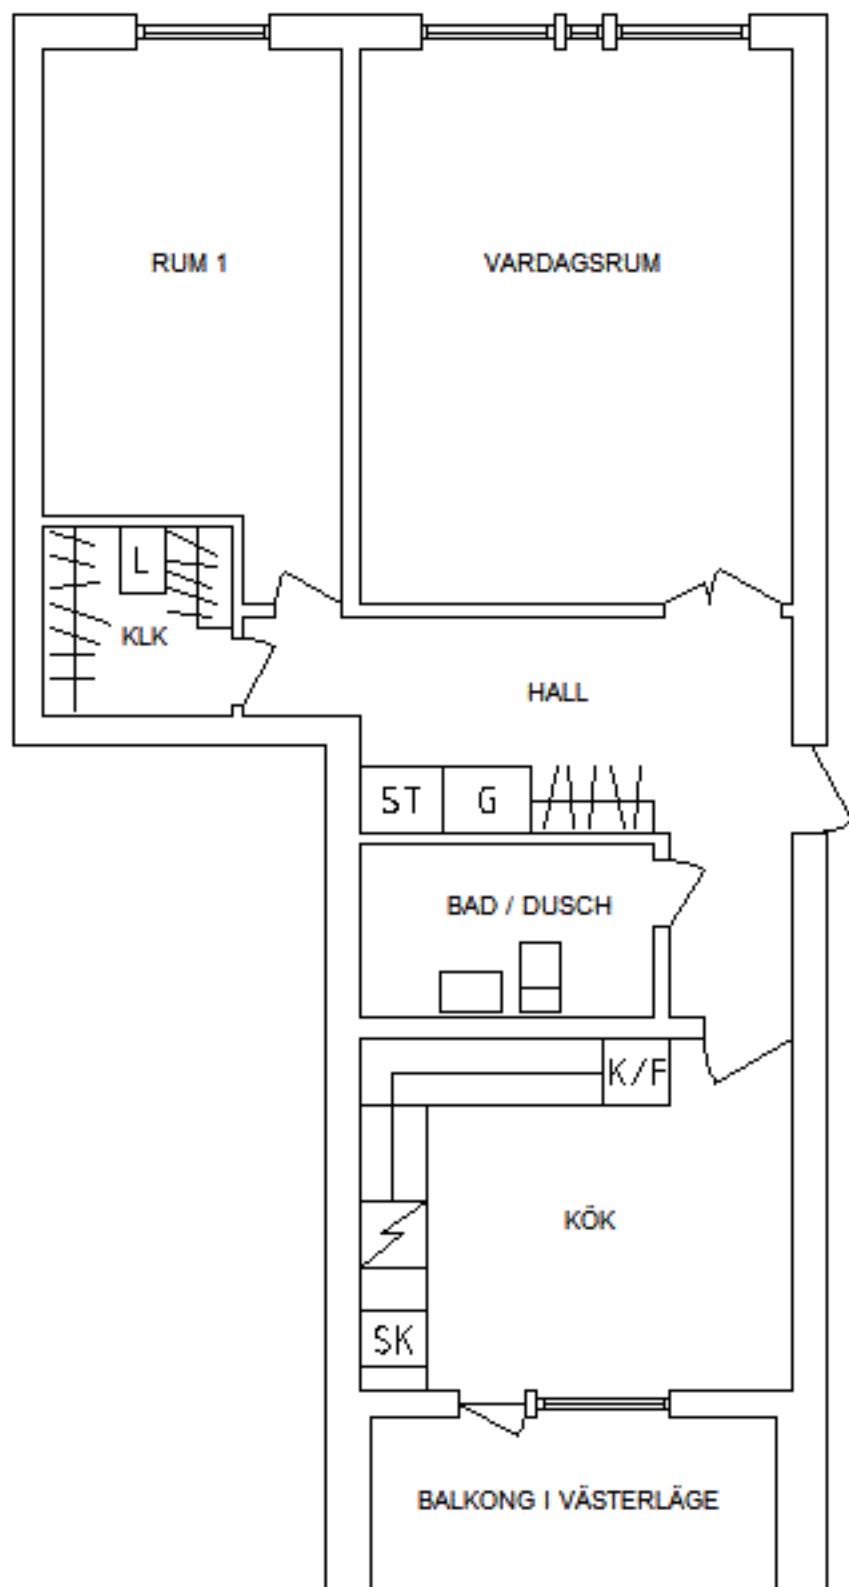 RUM 1
VARDAGSRUM
L
KLK
HALL
ST
G
BAD / DUSCH
K/F
KÖK
SK
BALKONG I VÄSTERLÄGE